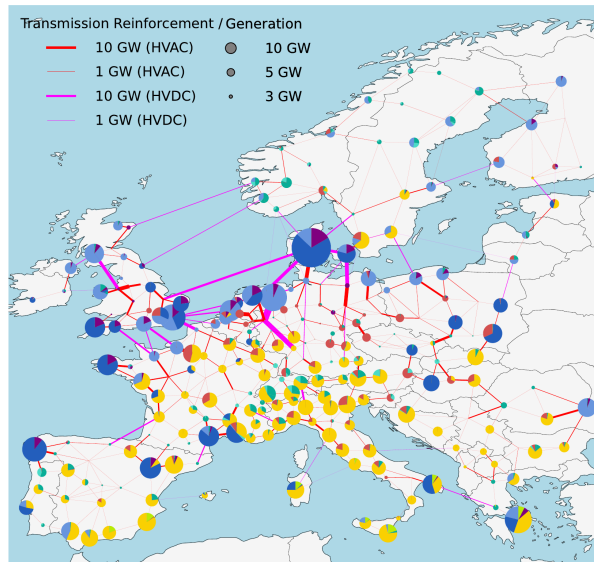 Transmission Reinforcement / Generation
10 GW (HVAC) 10 GW
1 GW (HVAC) 5 GW
10 GW (HVDC) 3 GW
1 GW (HVDC)